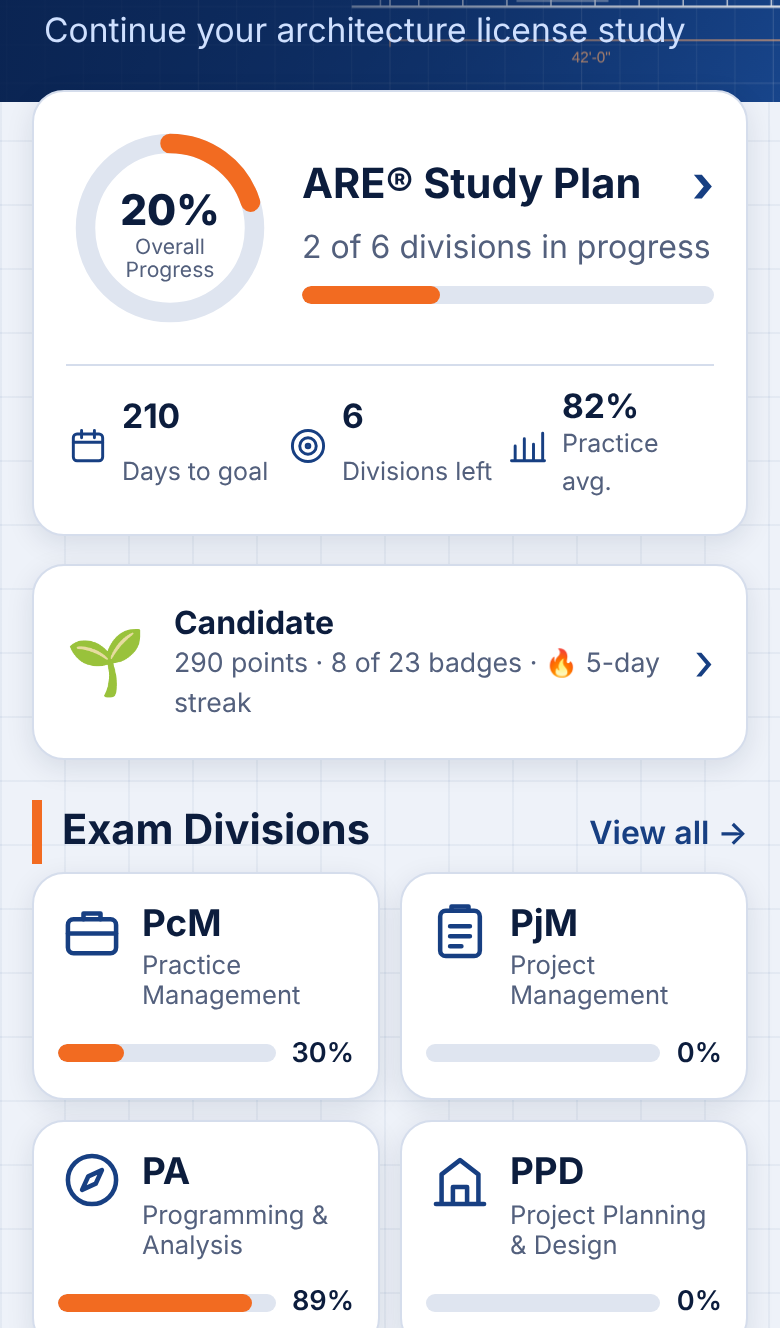 Continue your architecture license study
42'-0"
20%
Overall
Progress
ARE® Study Plan
2 of 6 divisions in progress
210
Days to goal
6
Divisions left
82%
Practice
avg.
Candidate
290 points · 8 of 23 badges · 🔥 5-day
streak
Exam Divisions
View all →
PcM
Practice
Management
30%
PjM
Project
Management
0%
PA
Programming &
Analysis
89%
PPD
Project Planning
& Design
0%